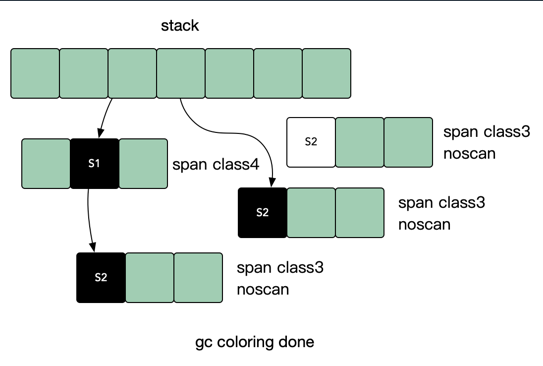 stack
S2
span class3
noscan
S1
span class4
S2
span class3
noscan
S2
span class3
noscan
gc coloring done